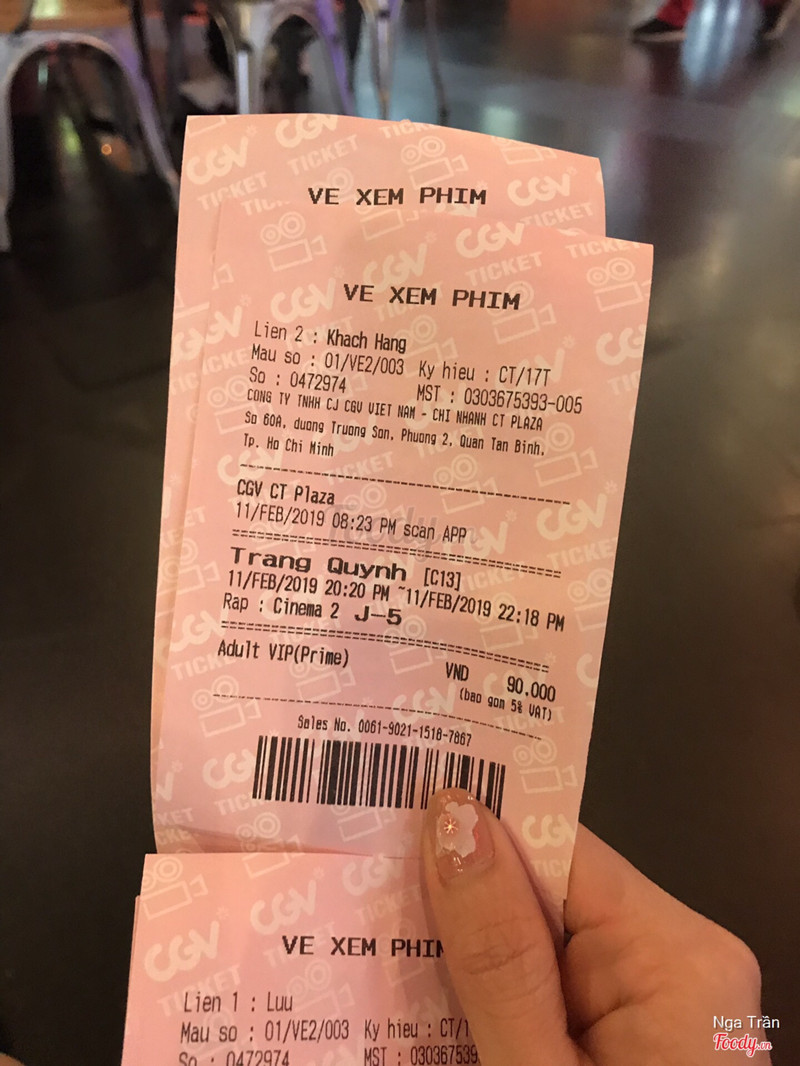 VE XEM PHIM
VE XEM PHIM
Lien 2 : Khach Hang
Mau so : 01/VE2/003 Ky hieu : CT/17T
So : 0472974 MST : 0303675393-005
CONG TY TNHH CJ CGV VIET NAM - CHI NHANH CT PLAZA
So 60A, duong Truong Son, Phuong 2, Quan Tan Binh,
Tp. Ho Chi Minh
CGV CT Plaza
11/FEB/2019 08:23 PM scan APP
Trang Quynh [C13]
11/FEB/2019 20:20 PM ~11/FEB/2019 22:18 PM
Rap : Cinema 2 J-5
Adult VIP(Prime) VND 90.000
(bao gom 5% VAT)
Sales No. 0061-9021-1518-7867
VE XEM PHIM
Lien 1 : Luu
Mau so : 01/VE2/003 Ky hieu : CT/1
So : 0472974 MST : 030367539
CGV TICKET
Nga Trần
Foody.vn